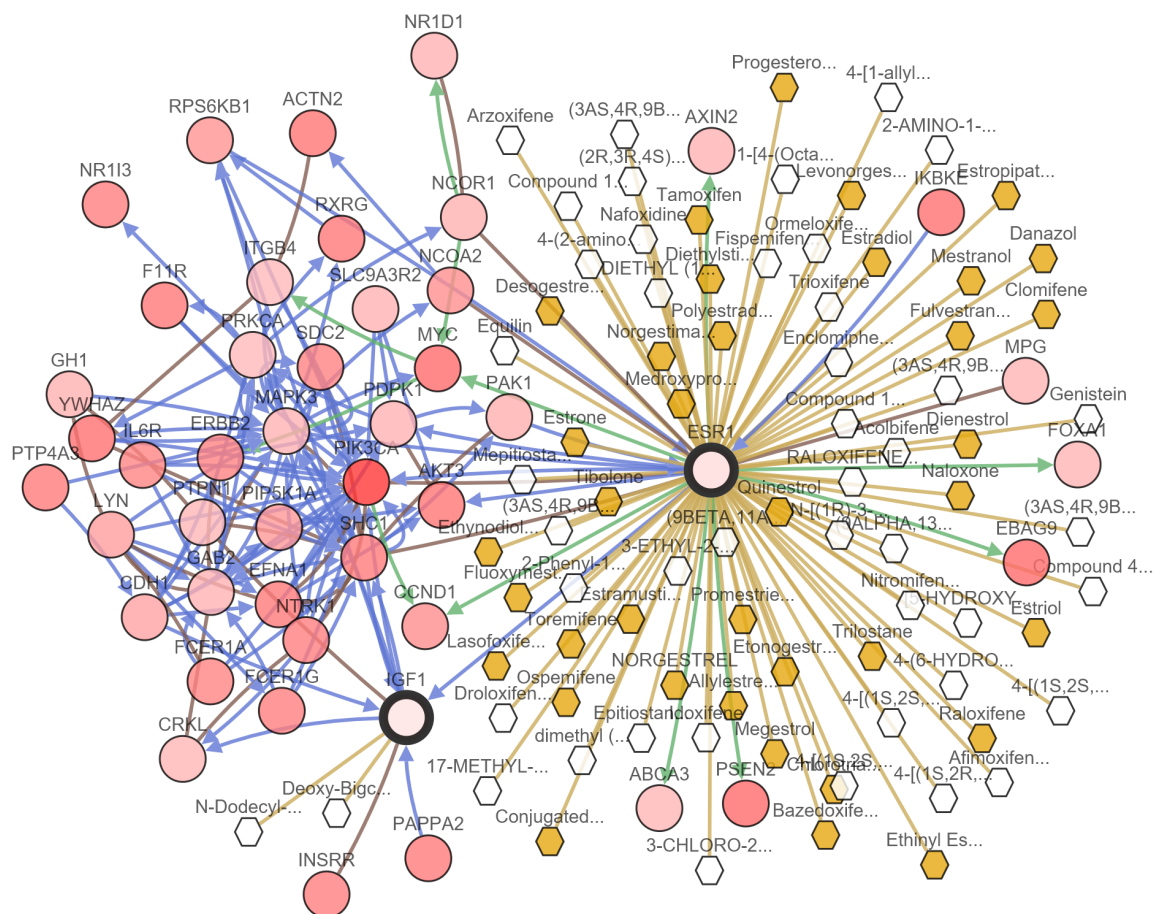 NR1D1
Progestero...
4-[1-allyl...
RPS6KB1
ACTN2
Arzoxifene
(3AS,4R,9B...
AXIN2
2-AMINO-1-...
NR1I3
NCOR1
(2R,3R,4S)...
1-[4-(Octa...
Levonorges...
IKBKE
Estropipat...
RXRG
Compound 1...
Tamoxifen
Nafoxidine
Ormeloxife...
ITGB4
NCOA2
4-(2-amino...
Fispemifen...
Estradiol
Danazol
F11R
SLC9A3R2
DIETHYL (1...
Diethylsti...
Trioxifene
Mestranol
Desogestre...
Clomifene
PRKCA
SDC2
MYC
Equilin
Norgestima...
Polyestrad...
Enclomiphe...
Fulvestran...
GH1
MPG
YWHAZ
MAPK3
PDPK1
PAK1
Medroxypro...
(3AS,4R,9B...
IL6R
ERBB2
Estrone
ESR1
Compound 1...
Acolbifene
Dienestrol
Genistein
FOXA1
PTP4A3
PIK3CA
Mepitiosta...
RALOXIFENE...
Naloxone
LYN
PTPN1
PIP5K1A
AKT3
Tibolone
Quinestrol
(3AS,4R,9B...
N-[(1R)-3-...
(3AS,4R,9B...
SHC1
Ethynodiol...
(9BETA,11A...
EBAG9
GAB2
EFNA1
2-Phenyl-1...
3-ETHYL-2-...
Compound 4...
CDH1
Fluoxymest...
Nitromifen...
NTRK1
CCND1
Estramusti...
Promestrie...
Estriol
Toremifene
FCER1A
Lasofoxife...
Etonogestr...
Trilostane
FCER1G
IGF1
Ospemifene
NORGESTREL
4-(6-HYDRO...
Droloxifen...
Allylestre...
4-[(1S,2S,...
4-[(1S,2S,...
CRKL
Epitiostan...
Idoxifene
Megestrol
Raloxifene
dimethyl (...
17-METHYL-...
4-[(1S,2S,...
4-[(1S,2R,...
Afimoxifen...
Deoxy-Bigc...
ABCA3
PSEN2
N-Dodecyl-...
PAPPA2
Conjugated...
Bazedoxife...
3-CHLORO-2...
Ethinyl Es...
INSRR